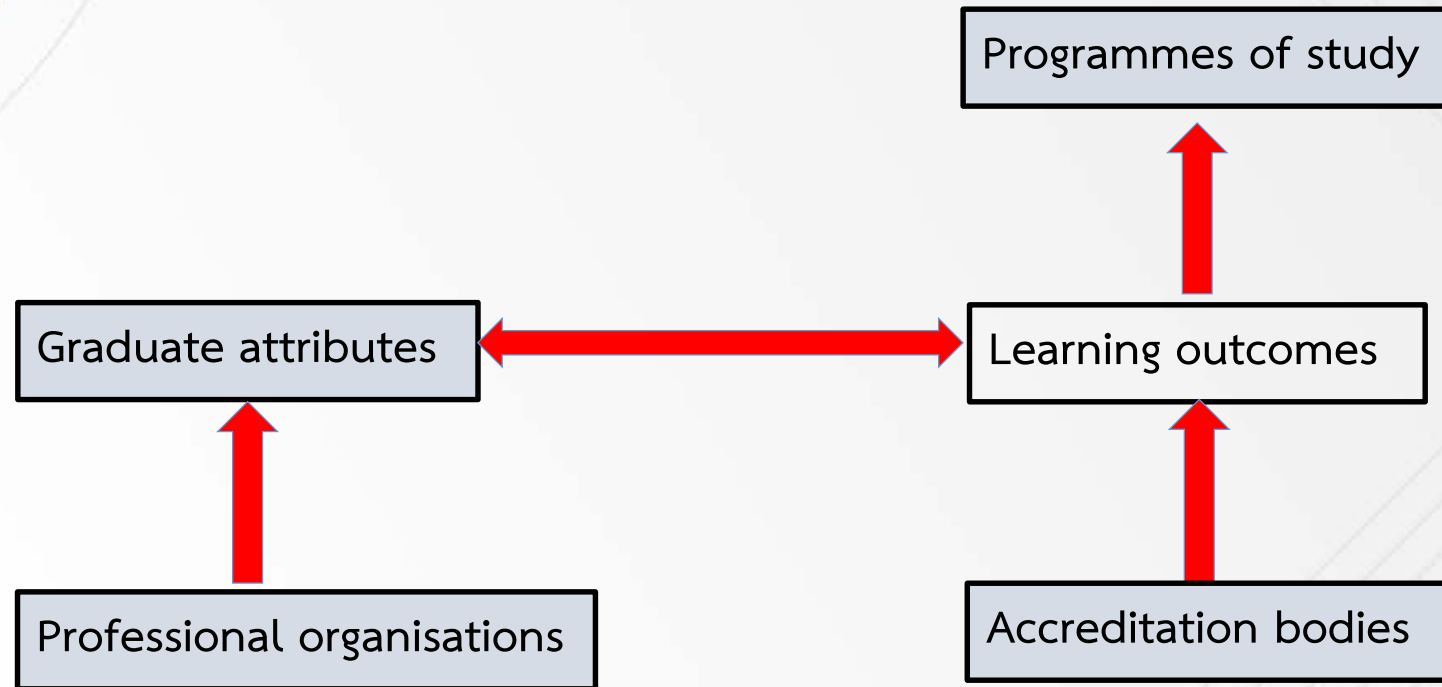 Programmes of study
Graduate attributes
Learning outcomes
Professional organisations
Accreditation bodies